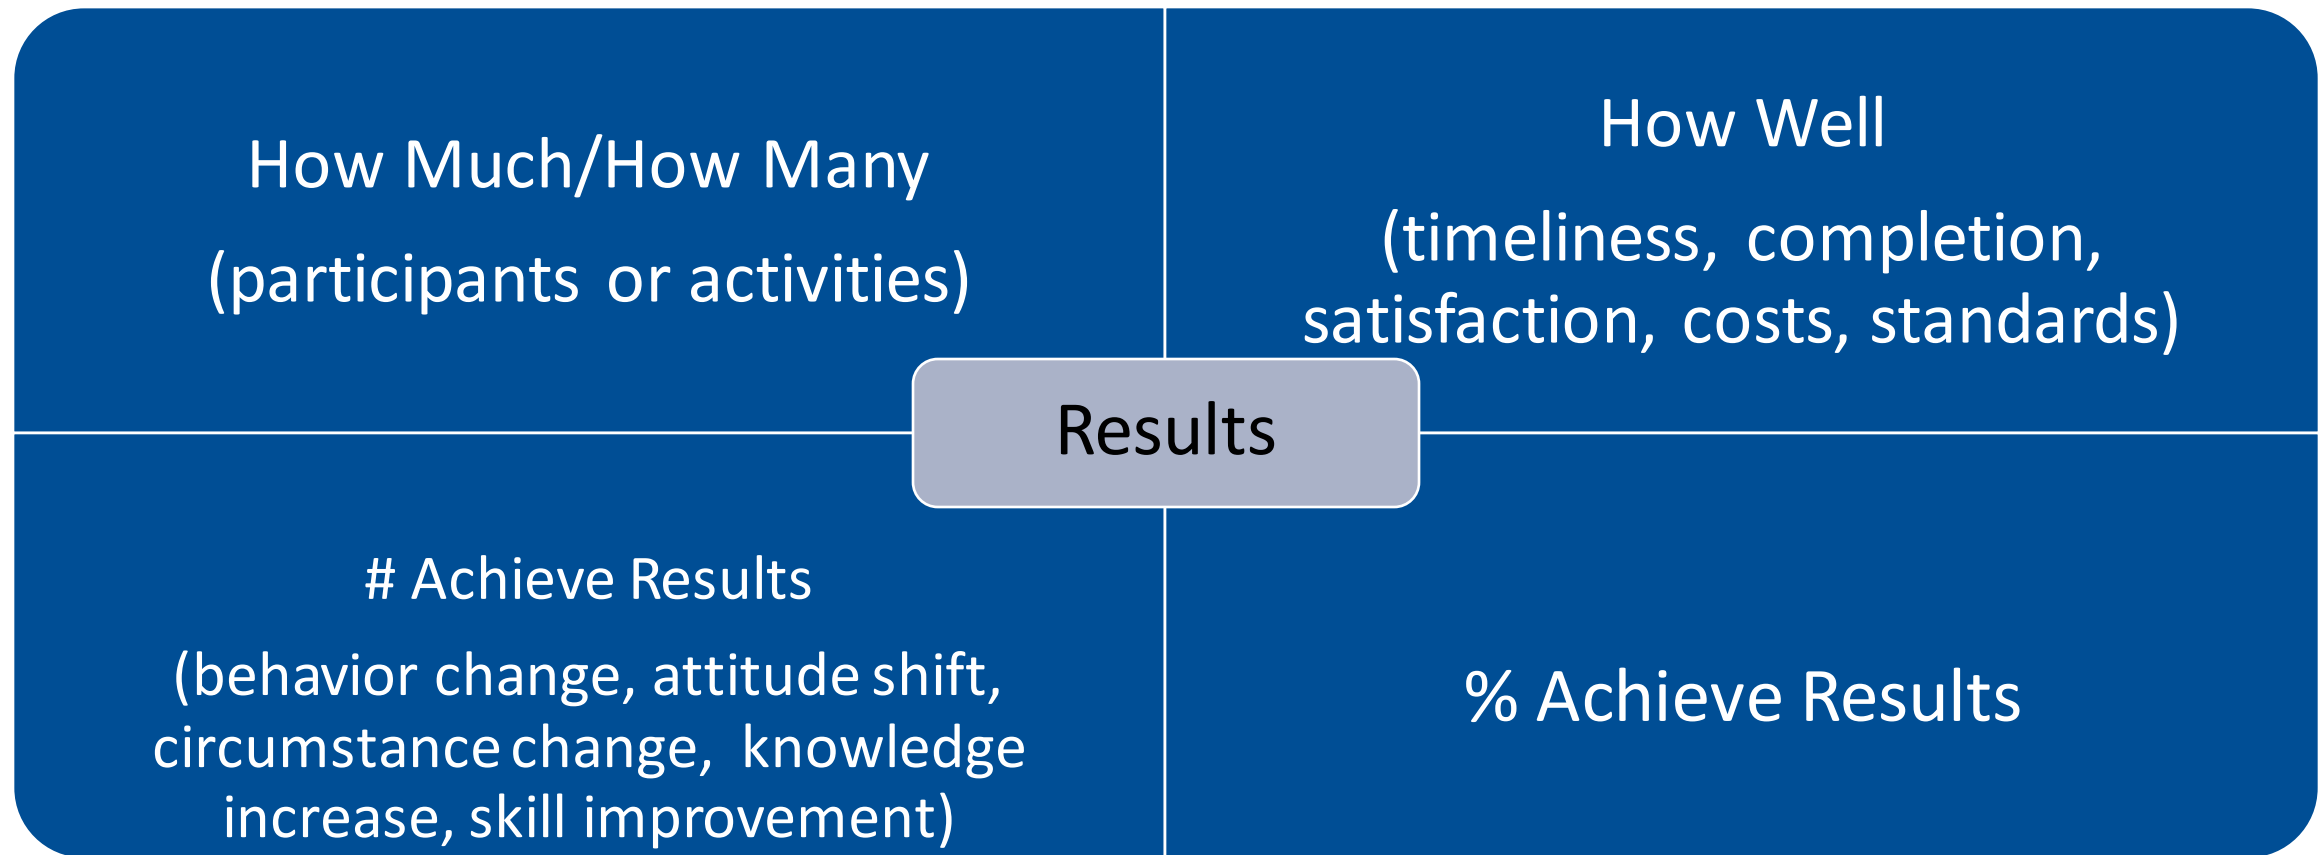 How Much/How Many
(participants or activities)
How Well
(timeliness, completion,
satisfaction, costs, standards)
Results
# Achieve Results
(behavior change, attitude shift,
circumstance change, knowledge
increase, skill improvement)
% Achieve Results